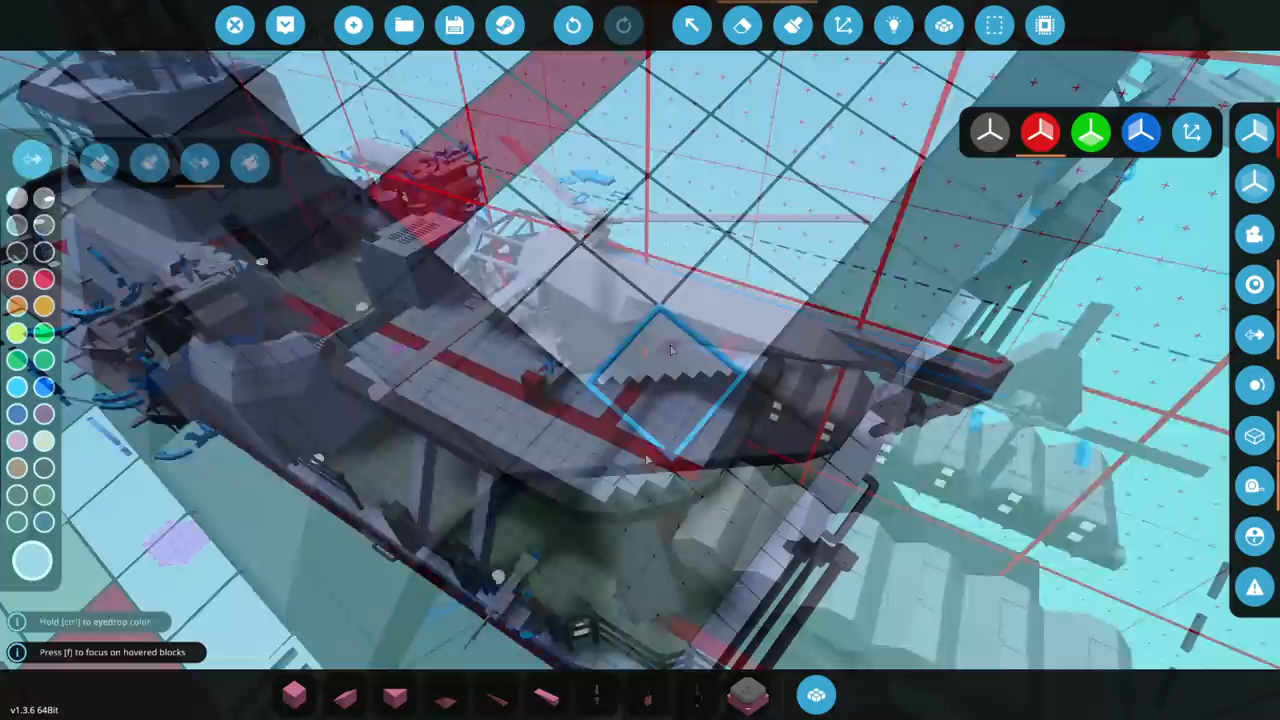 Hold [ctrl] to eyedrop color
Press [f] to focus on hovered blocks
v1.3.6 64Bit